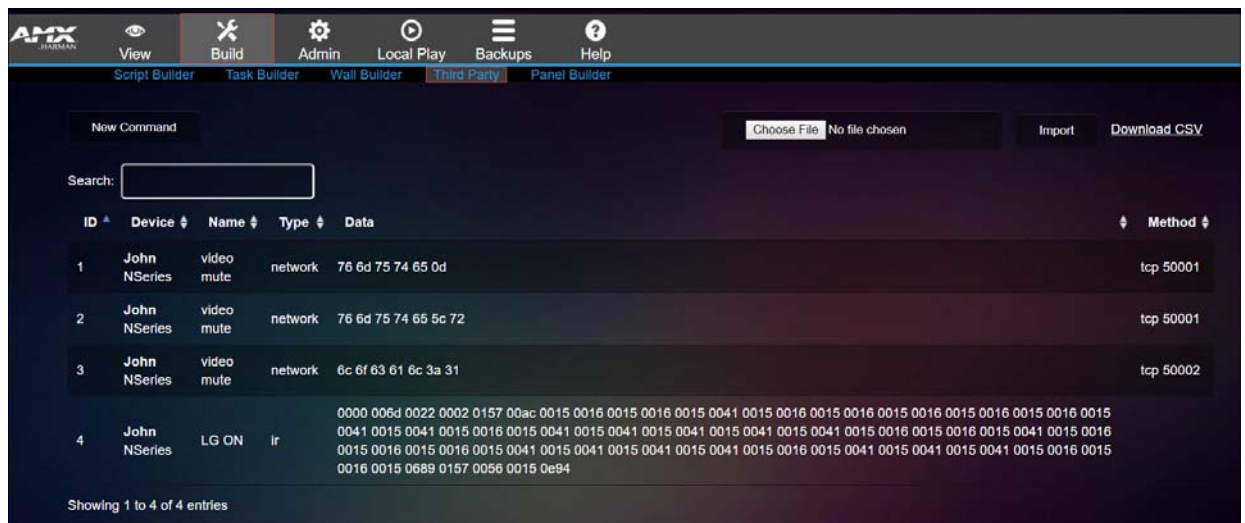 AMX
HARMAN
View Build Admin Local Play Backups Help
Script Builder Task Builder Wall Builder Third Party Panel Builder
New Command Choose File No file chosen Import Download CSV
Search:
ID Device Name Type Data Method
1 John NSeries video mute network 76 6d 75 74 65 0d tcp 50001
2 John NSeries video mute network 76 6d 75 74 65 5c 72 tcp 50001
3 John NSeries video mute network 6c 6f 63 61 6c 3a 31 tcp 50002
4 John NSeries LG ON ir
0000 006d 0022 0002 0157 00ac 0015 0016 0015 0016 0015 0041 0015 0016 0015 0016 0015 0016 0015 0016 0015 0016 0015
0041 0015 0041 0015 0016 0015 0041 0015 0041 0015 0041 0015 0041 0015 0041 0015 0016 0015 0016 0015 0041 0015 0016
0015 0016 0015 0016 0015 0041 0015 0041 0015 0041 0015 0041 0015 0016 0015 0041 0015 0041 0015 0041 0015 0016 0015
0016 0015 0689 0157 0056 0015 0e94
Showing 1 to 4 of 4 entries